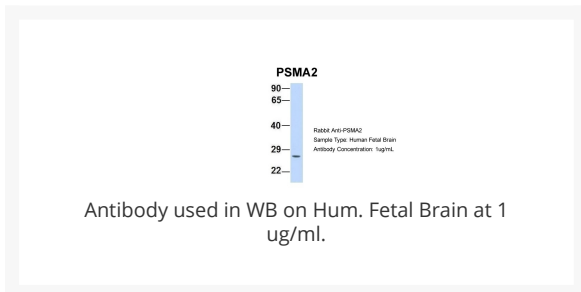 PSMA2
90
65
40
Rabbit Anti-PSMA2
Sample Type: Human Fetal Brain
29
Antibody Concentration: 1ug/mL
22
Antibody used in WB on Hum. Fetal Brain at 1
ug/ml.